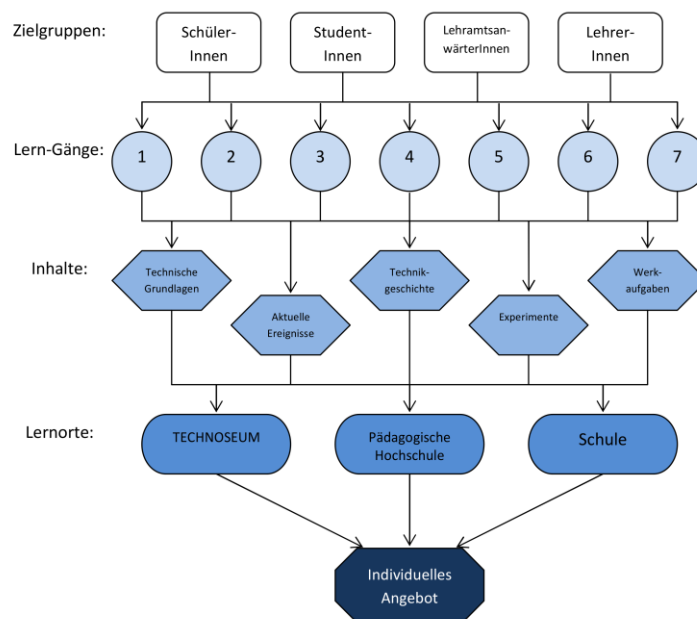 Zielgruppen:
Schüler-
Innen
Student-
Innen
Lehramtsan-
wärterInnen
Lehrer-
Innen
Lern-Gänge:
1
2
3
4
5
6
7
Inhalte:
Technische
Grundlagen
Aktuelle
Ereignisse
Technik-
geschichte
Experimente
Werk-
aufgaben
Lernorte:
TECHNOSEUM
Pädagogische
Hochschule
Schule
Individuelles
Angebot